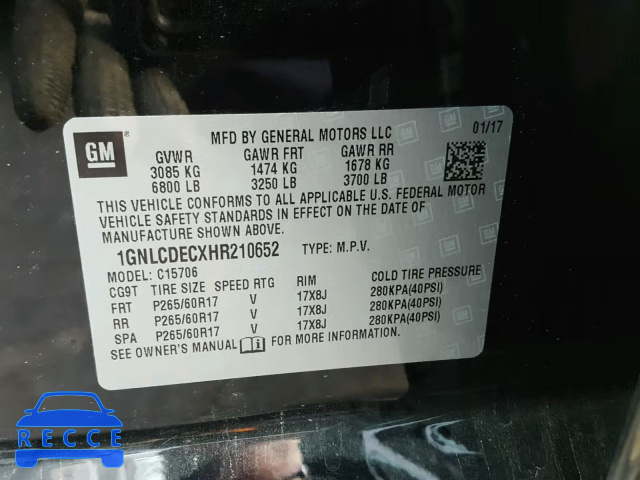 GM
MFD BY GENERAL MOTORS LLC 01/17
GVWR GAWR FRT GAWR RR
3085 KG 1474 KG 1678 KG
6800 LB 3250 LB 3700 LB
THIS VEHICLE CONFORMS TO ALL APPLICABLE U.S. FEDERAL MOTOR
VEHICLE SAFETY STANDARDS IN EFFECT ON THE DATE OF
MANUFACTURE SHOWN ABOVE.
1GNLCDECXHR210652 TYPE: M.P.V.
MODEL: C15706
CG9T TIRE SIZE SPEED RTG RIM COLD TIRE PRESSURE
FRT P265/60R17 V 17X8J 280KPA(40PSI)
RR P265/60R17 V 17X8J 280KPA(40PSI)
SPA P265/60R17 V 17X8J 280KPA(40PSI)
SEE OWNER'S MANUAL FOR MORE INFORMATION.
RECCE